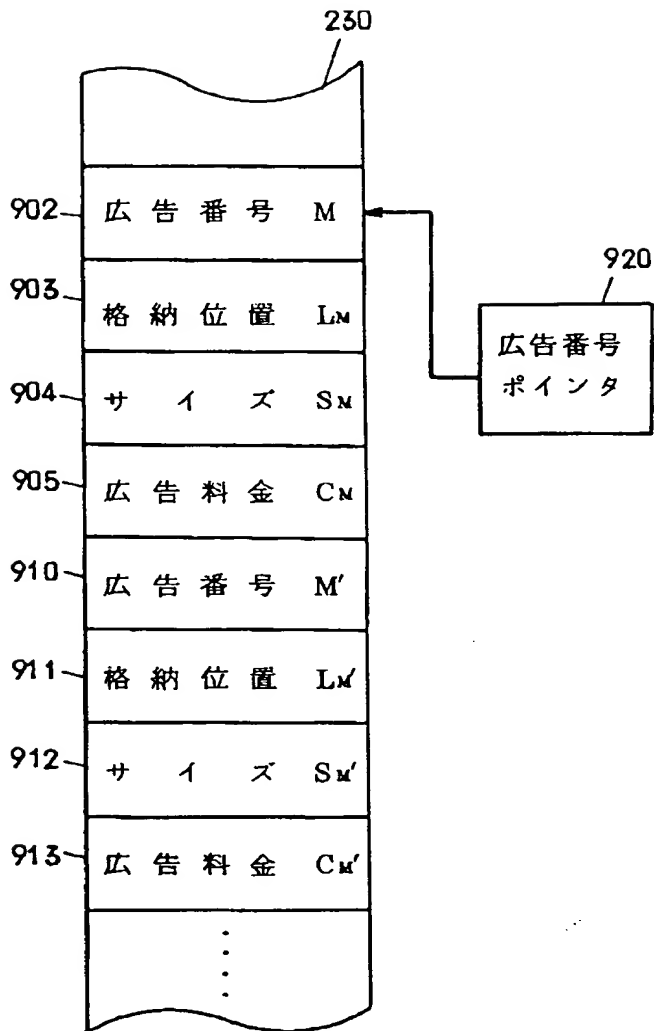 230
902 広告番号 M
920
903 格納位置 LM
広告番号
ポインタ
904 サイズ SM
905 広告料金 CM
910 広告番号 M'
911 格納位置 LM'
912 サイズ SM'
913 広告料金 CM'